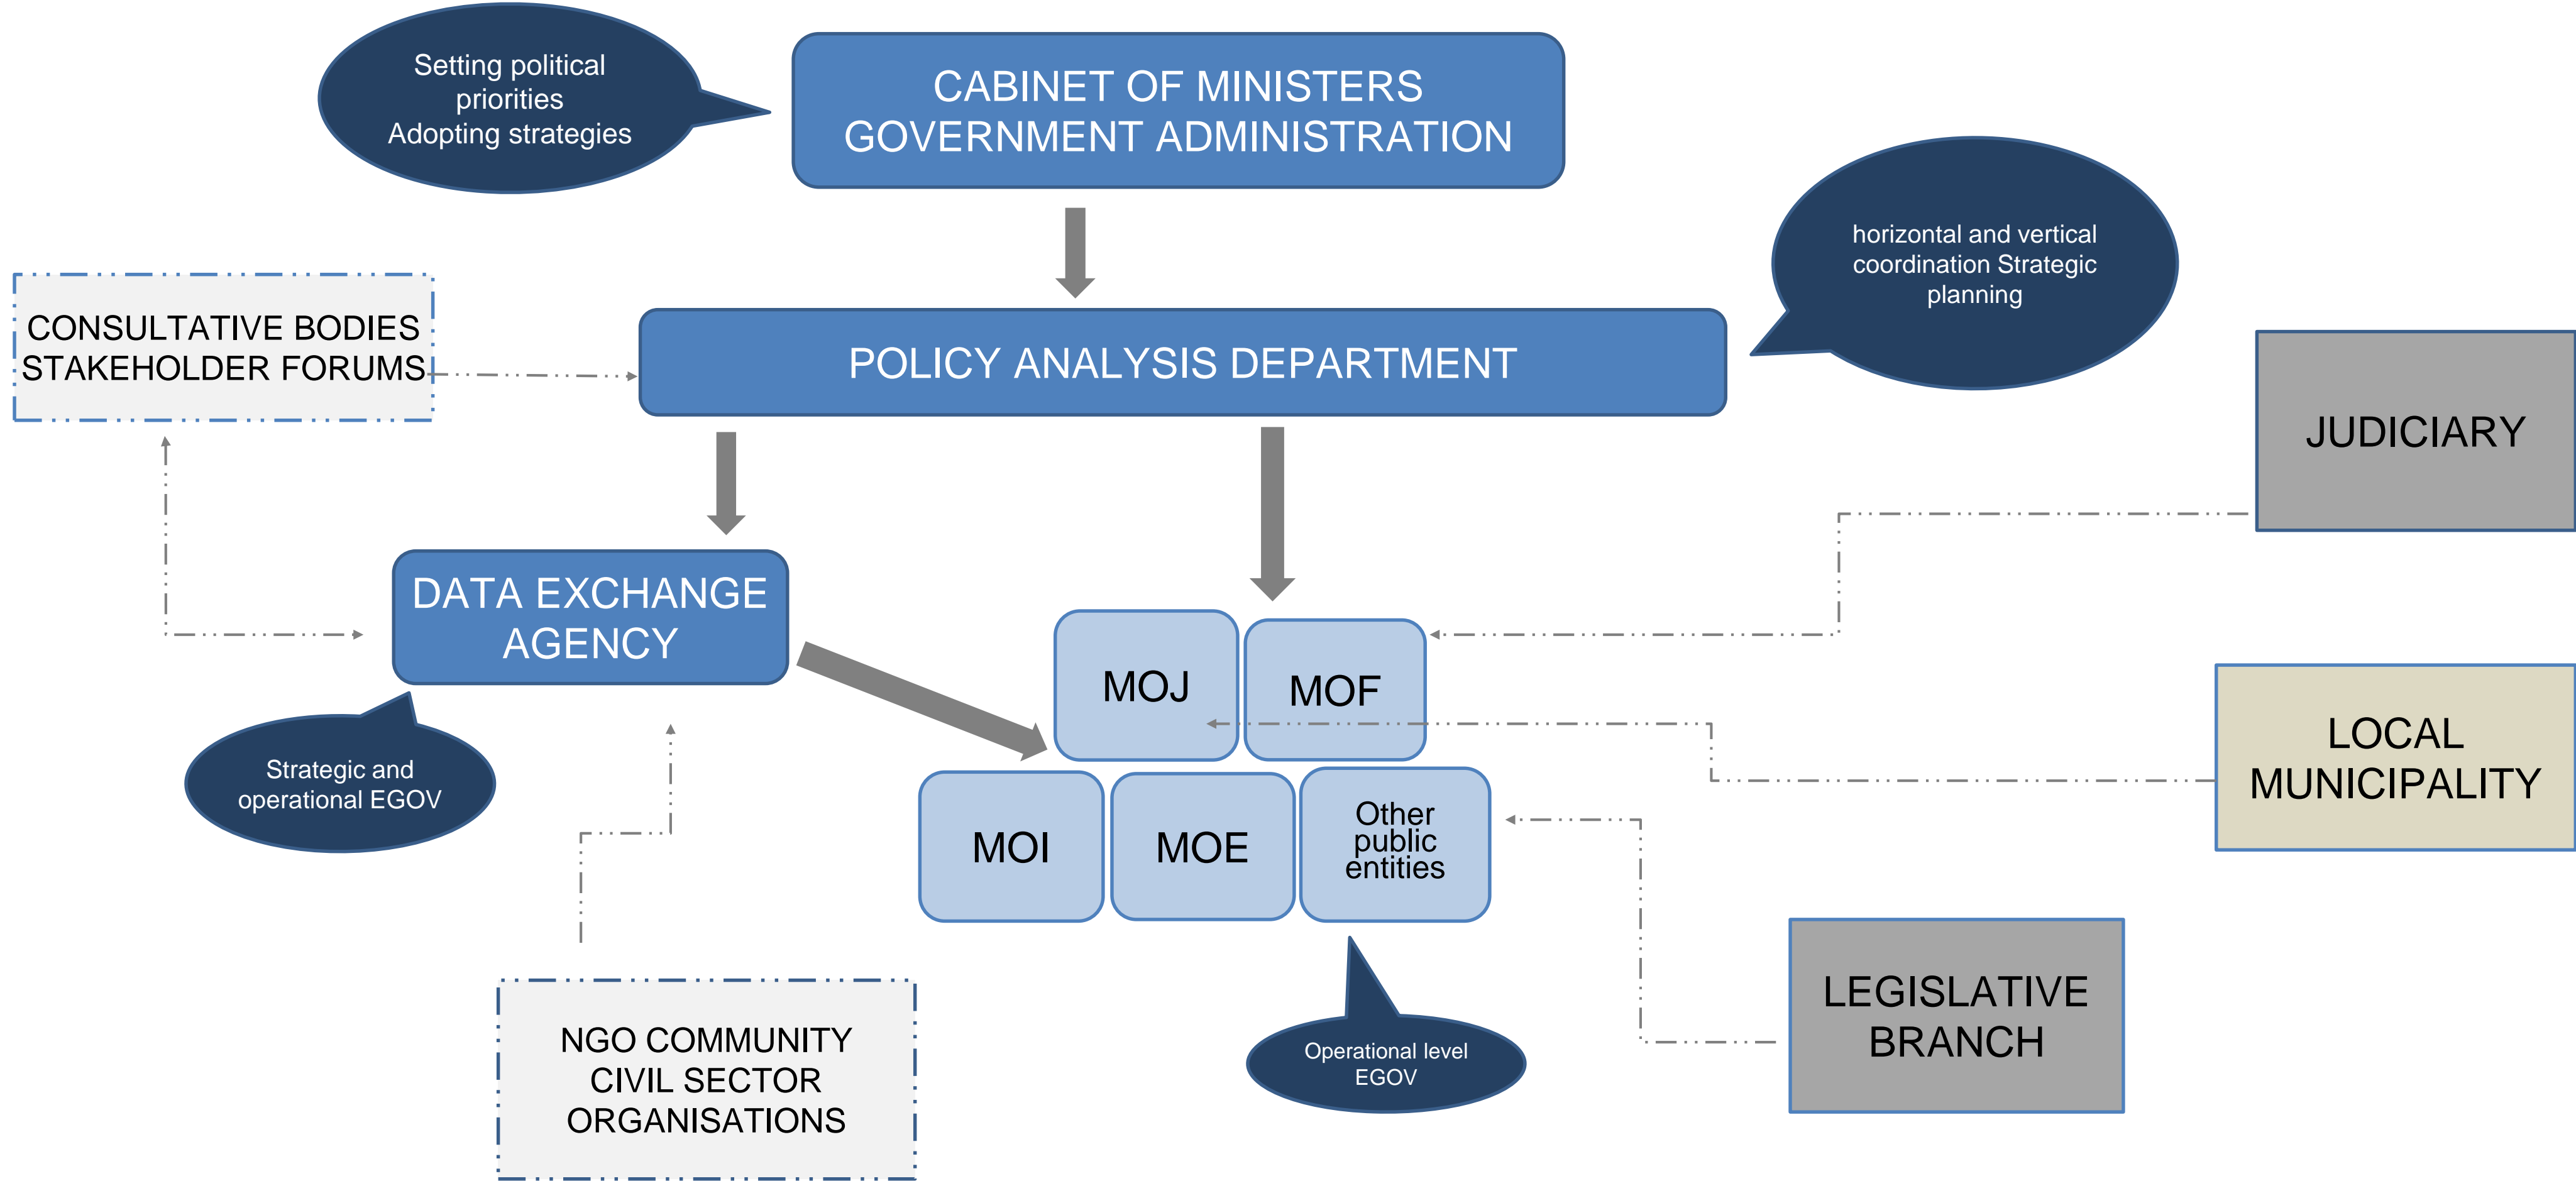 Setting political
priorities
Adopting strategies
CABINET OF MINISTERS
GOVERNMENT ADMINISTRATION
horizontal and vertical
coordination Strategic
planning
CONSULTATIVE BODIES
STAKEHOLDER FORUMS
POLICY ANALYSIS DEPARTMENT
JUDICIARY
DATA EXCHANGE
AGENCY
MOJ
MOF
LOCAL
MUNICIPALITY
Strategic and
operational EGOV
MOI
MOE
Other
public
entities
LEGISLATIVE
BRANCH
NGO COMMUNITY
CIVIL SECTOR
ORGANISATIONS
Operational level
EGOV